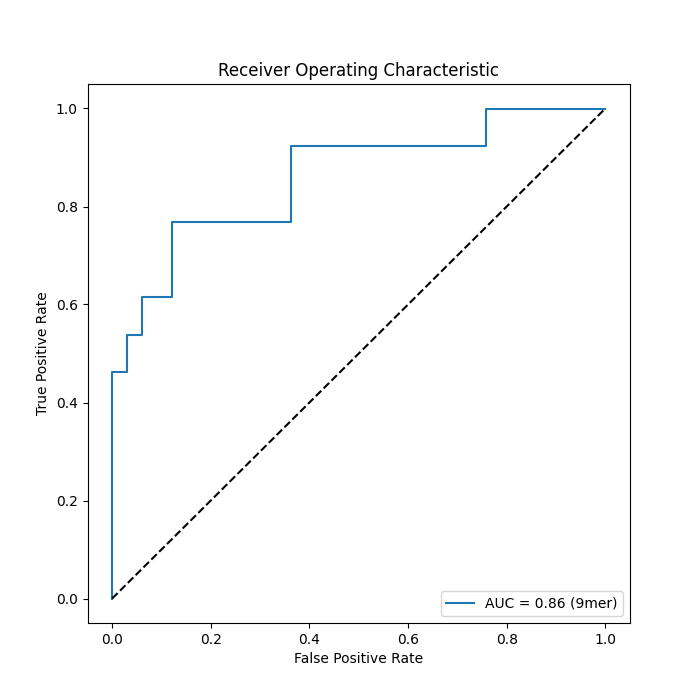 Receiver Operating Characteristic
True Positive Rate
1.0
0.8
0.6
0.4
0.2
0.0
AUC = 0.86 (9mer)
0.0 0.2 0.4 0.6 0.8 1.0
False Positive Rate